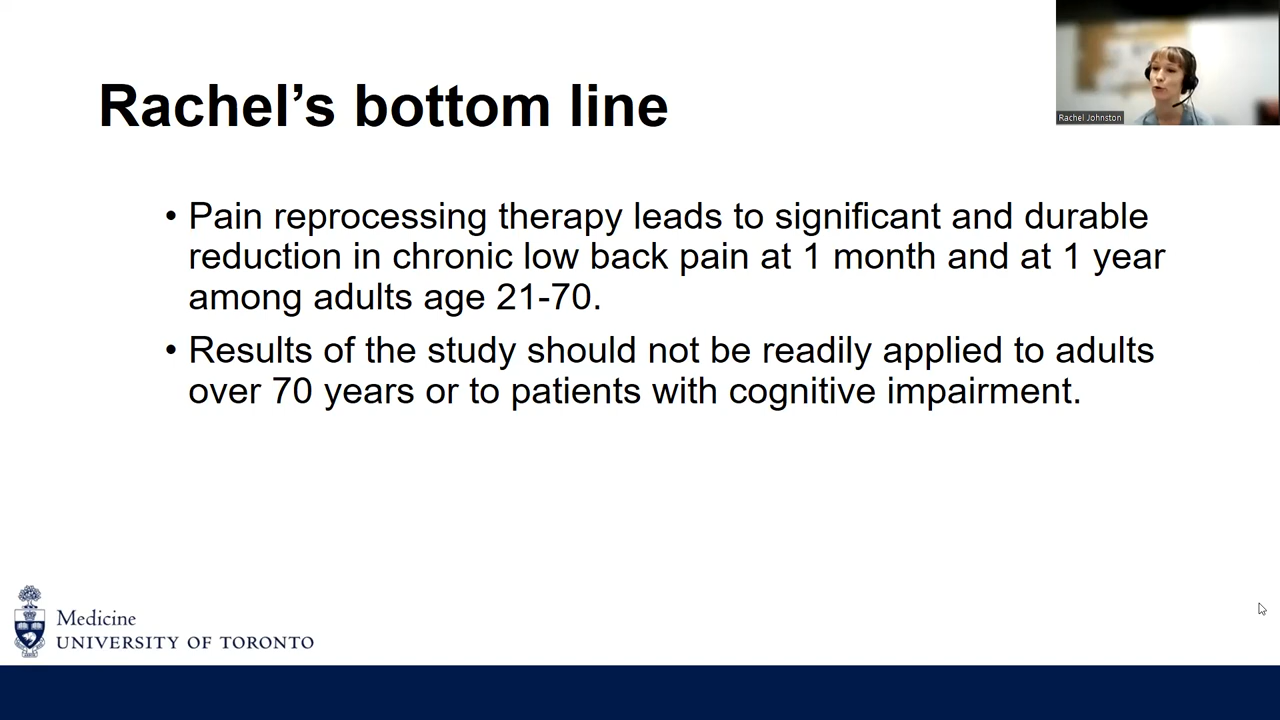 Rachel Johnston
Rachel’s bottom line
• Pain reprocessing therapy leads to significant and durable
reduction in chronic low back pain at 1 month and at 1 year
among adults age 21-70.
• Results of the study should not be readily applied to adults
over 70 years or to patients with cognitive impairment.
Medicine
UNIVERSITY OF TORONTO